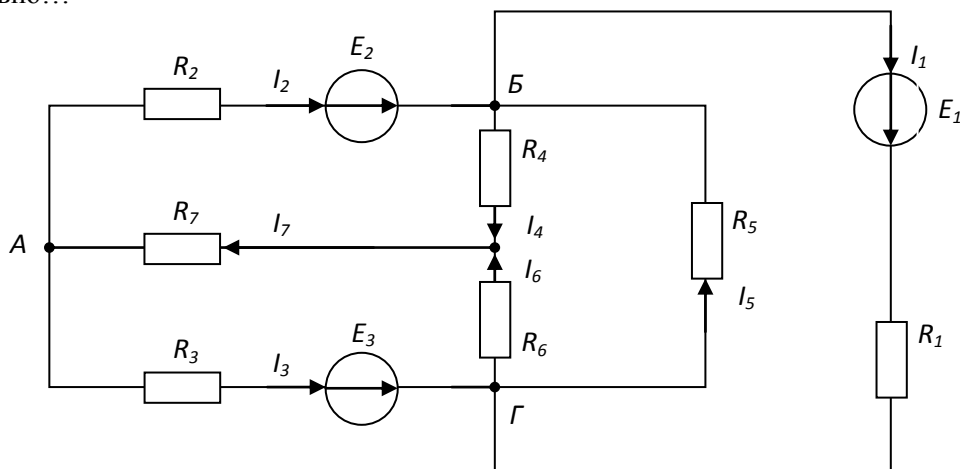 E2
R2 I2 Б I1
E1
R4
R7 I7 I4 R5
А
I6 I5
E3
R3 I3 R6 R1
Г